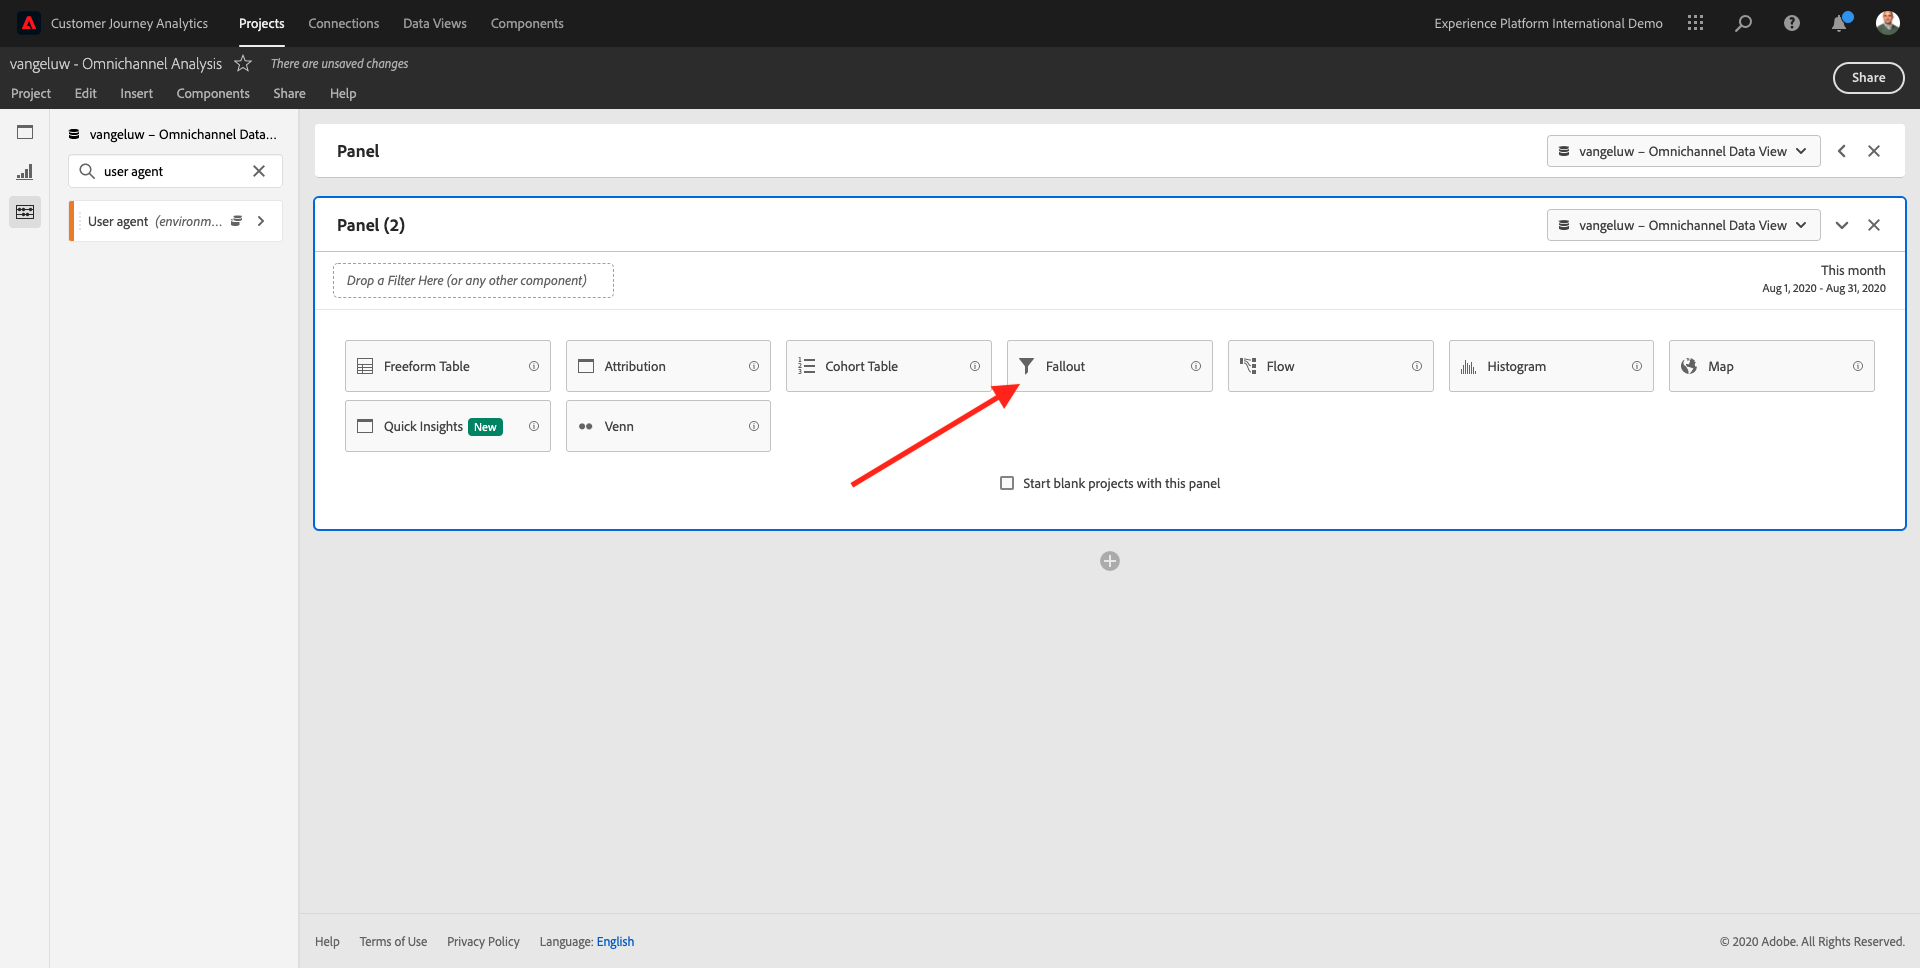 Customer Journey Analytics Projects Connections Data Views Components Experience Platform International Demo
vangeluw - Omnichannel Analysis There are unsaved changes
Share
Project Edit Insert Components Share Help
vangeluw – Omnichannel Data...
user agent
User agent (environm...
Panel vangeluw – Omnichannel Data View
Panel (2) vangeluw – Omnichannel Data View
Drop a Filter Here (or any other component)
This month
Aug 1, 2020 - Aug 31, 2020
Freeform Table Attribution Cohort Table Fallout Flow Histogram Map
Quick Insights New Venn
Start blank projects with this panel
Help Terms of Use Privacy Policy Language: English © 2020 Adobe. All Rights Reserved.